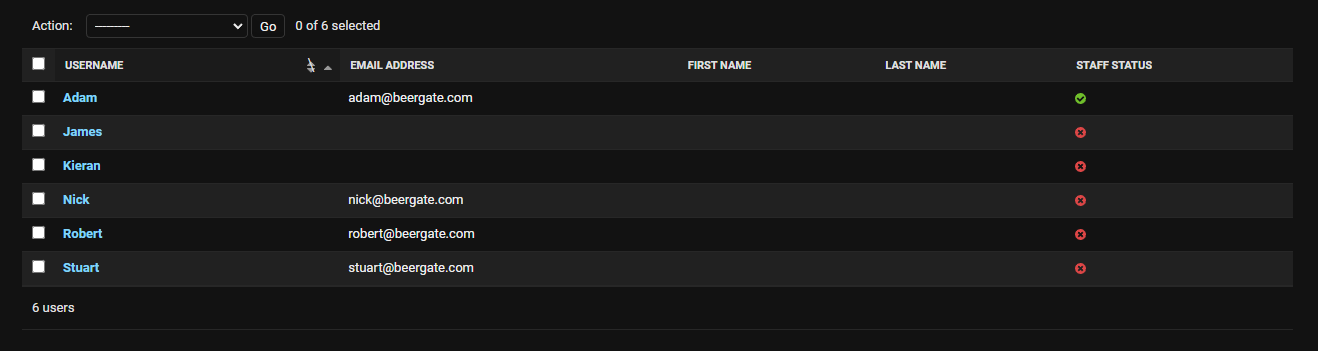 Action: --------- Go 0 of 6 selected
USERNAME EMAIL ADDRESS FIRST NAME LAST NAME STAFF STATUS
Adam adam@beergate.com
James
Kieran
Nick nick@beergate.com
Robert robert@beergate.com
Stuart stuart@beergate.com
6 users